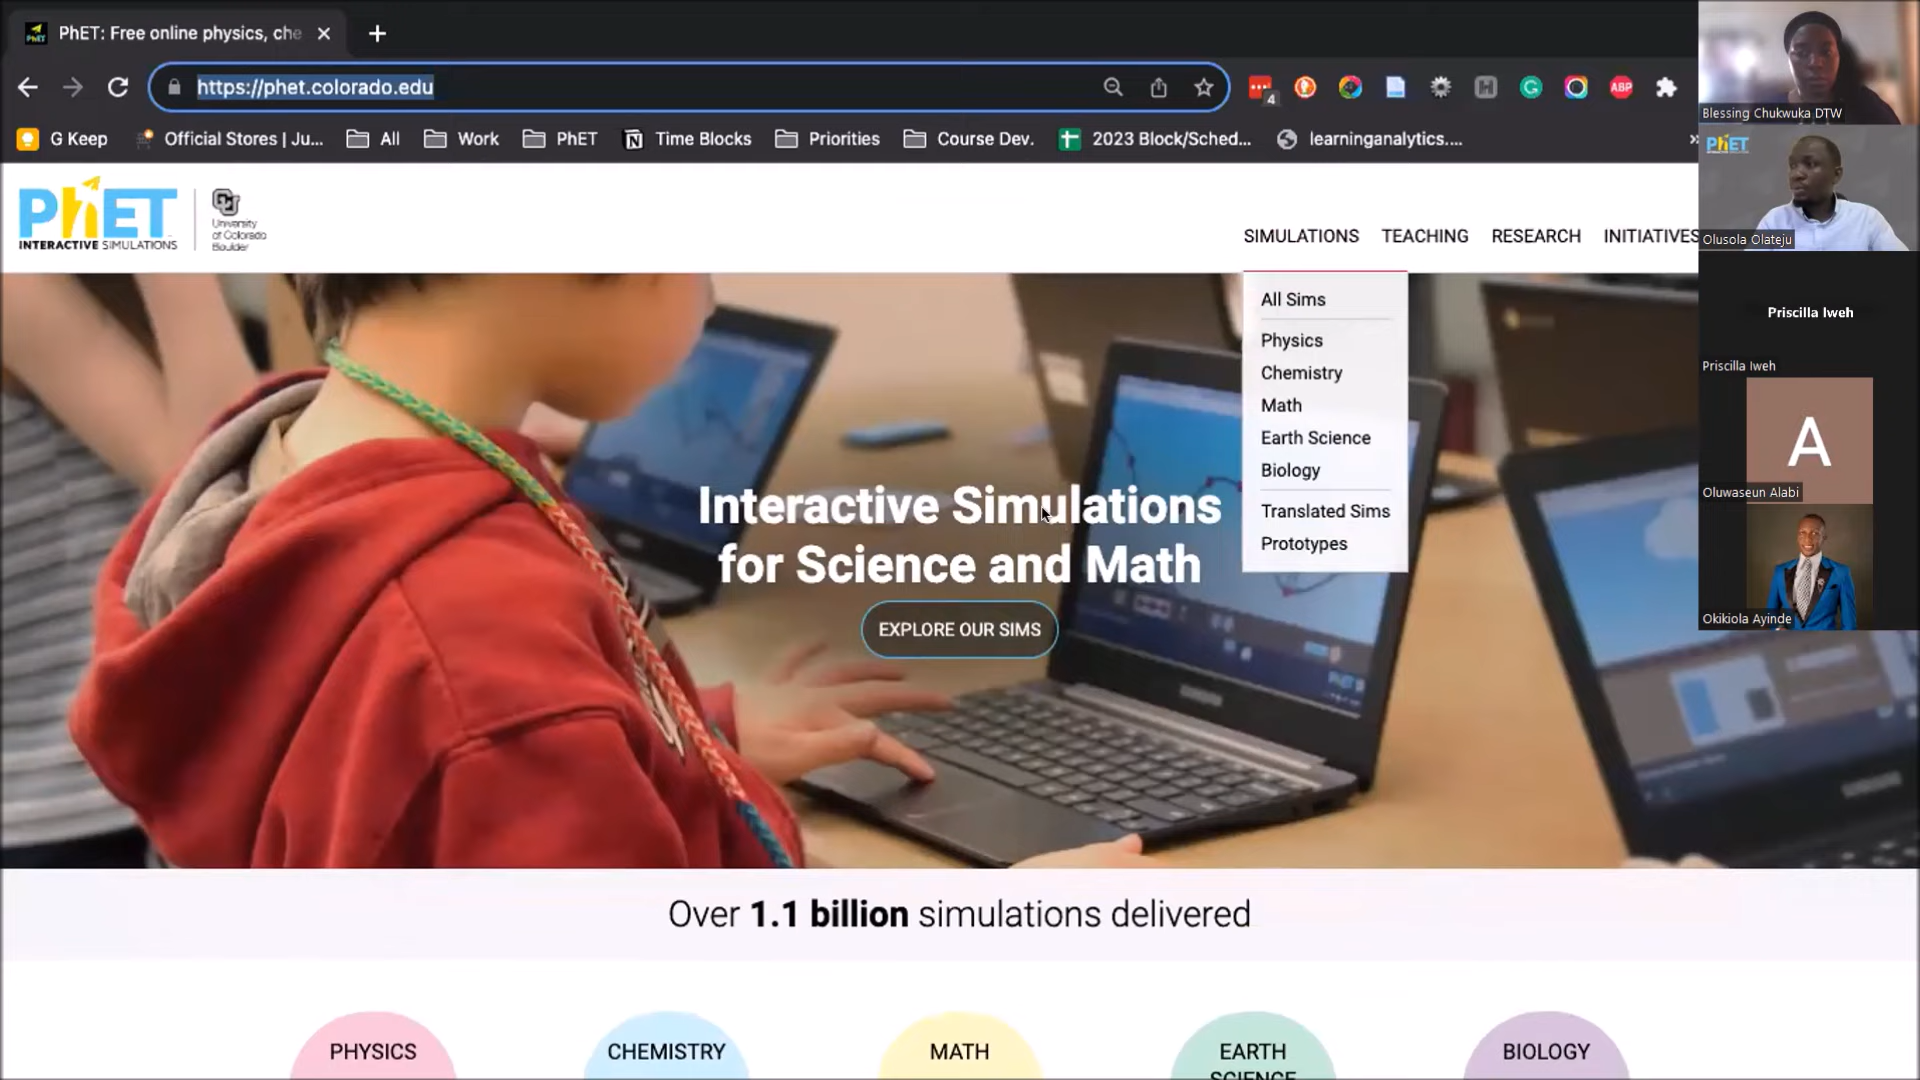 PhET: Free online physics, che
https://phet.colorado.edu
4
ABP
G Keep
Official Stores | Ju...
All
Work
PhET
Time Blocks
Priorities
Course Dev.
2023 Block/Sched...
learninganalytics....
»
PhET
INTERACTIVE SIMULATIONS
University
of Colorado
Boulder
SIMULATIONS
TEACHING
RESEARCH
INITIATIVES
All Sims
Physics
Chemistry
Math
Earth Science
Biology
Translated Sims
Prototypes
Interactive Simulations
for Science and Math
EXPLORE OUR SIMS
Over 1.1 billion simulations delivered
PHYSICS
CHEMISTRY
MATH
EARTH
SCIENCE
BIOLOGY
Blessing Chukwuka DTW
PhET
Olusola Olateju
Priscilla Iweh
Priscilla Iweh
A
Oluwaseun Alabi
Okikiola Ayinde